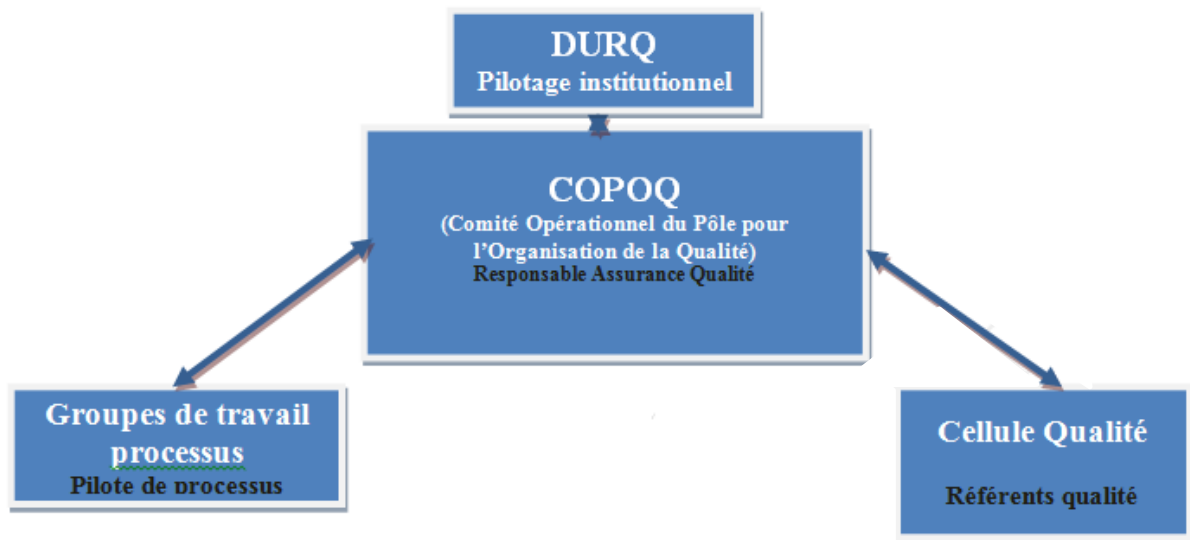 DURQ
Pilotage institutionnel
COPOQ
(Comité Opérationnel du Pôle pour
l'Organisation de la Qualité)
Responsable Assurance Qualité
Groupes de travail
processus
Pilote de processus
Cellule Qualité
Référents qualité